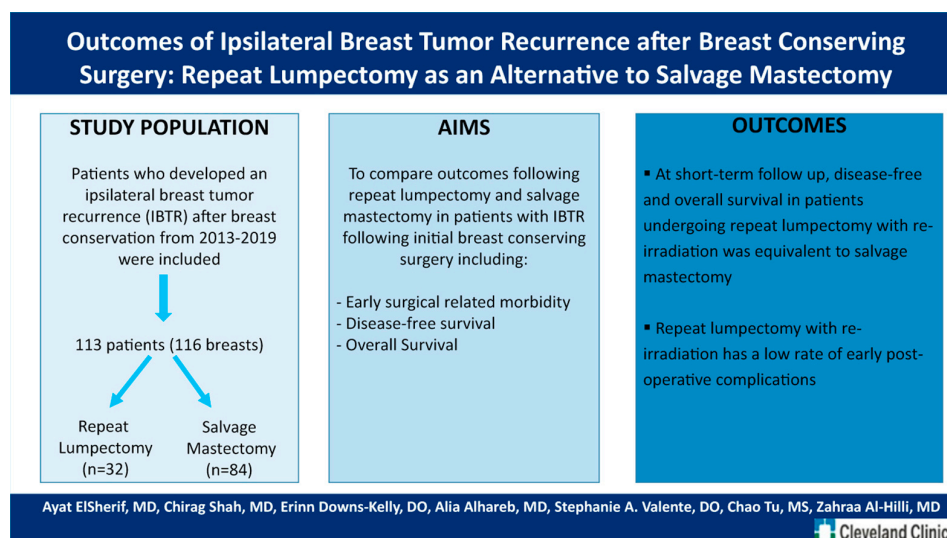 Outcomes of Ipsilateral Breast Tumor Recurrence after Breast Conserving
Surgery: Repeat Lumpectomy as an Alternative to Salvage Mastectomy
STUDY POPULATION
Patients who developed an
ipsilateral breast tumor
recurrence (IBTR) after breast
conservation from 2013-2019
were included
113 patients (116 breasts)
Repeat
Lumpectomy
(n=32)
Salvage
Mastectomy
(n=84)
AIMS
To compare outcomes following
repeat lumpectomy and salvage
mastectomy in patients with IBTR
following initial breast conserving
surgery including:
- Early surgical related morbidity
- Disease-free survival
- Overall Survival
OUTCOMES
▪ At short-term follow up, disease-free
and overall survival in patients
undergoing repeat lumpectomy with re-
irradiation was equivalent to salvage
mastectomy
▪ Repeat lumpectomy with re-
irradiation has a low rate of early post-
operative complications
Ayat ElSherif, MD, Chirag Shah, MD, Erinn Downs-Kelly, DO, Alia Alhareb, MD, Stephanie A. Valente, DO, Chao Tu, MS, Zahraa Al-Hilli, MD
Cleveland Clinic